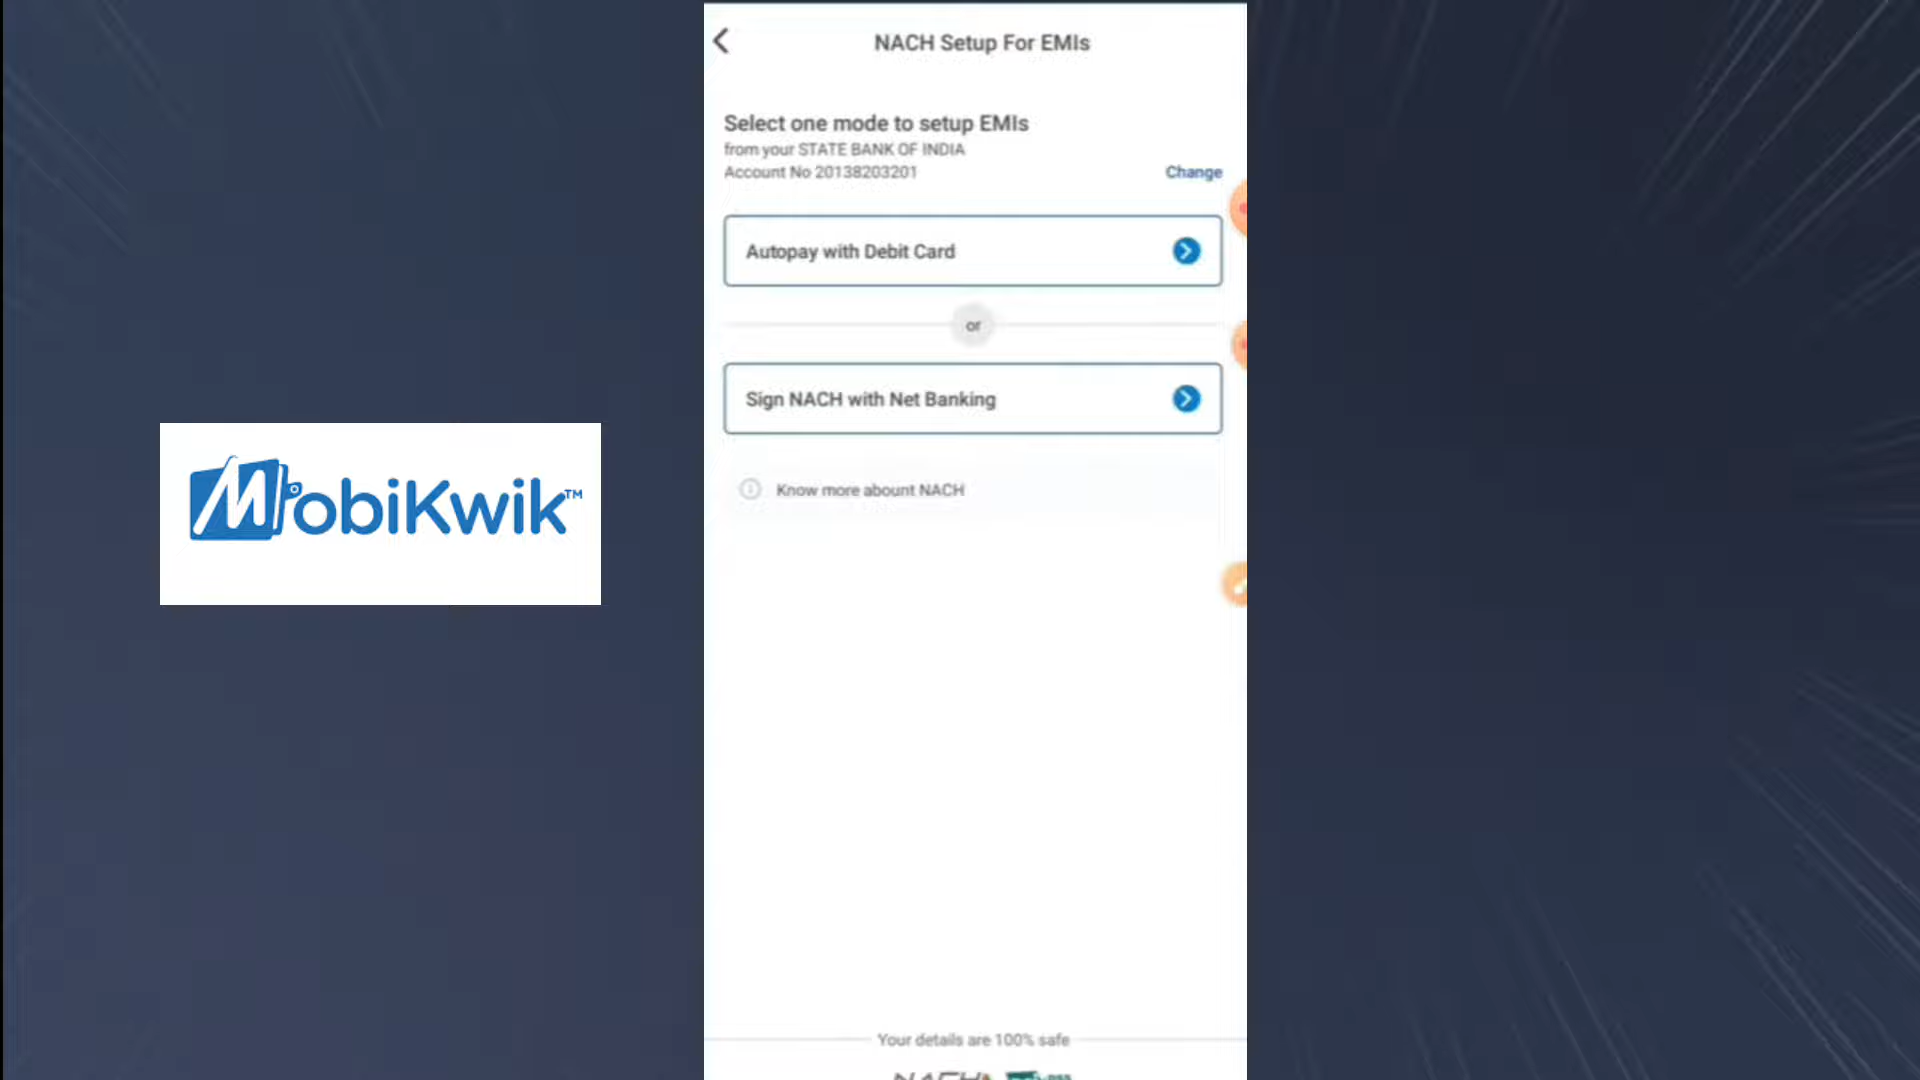 NACH Setup For EMIs
Select one mode to setup EMIs
from your STATE BANK OF INDIA
Account No 20138203201
Change
Autopay with Debit Card
or
Sign NACH with Net Banking
Know more abount NACH
MobiKwik™
Your details are 100% safe
NACH